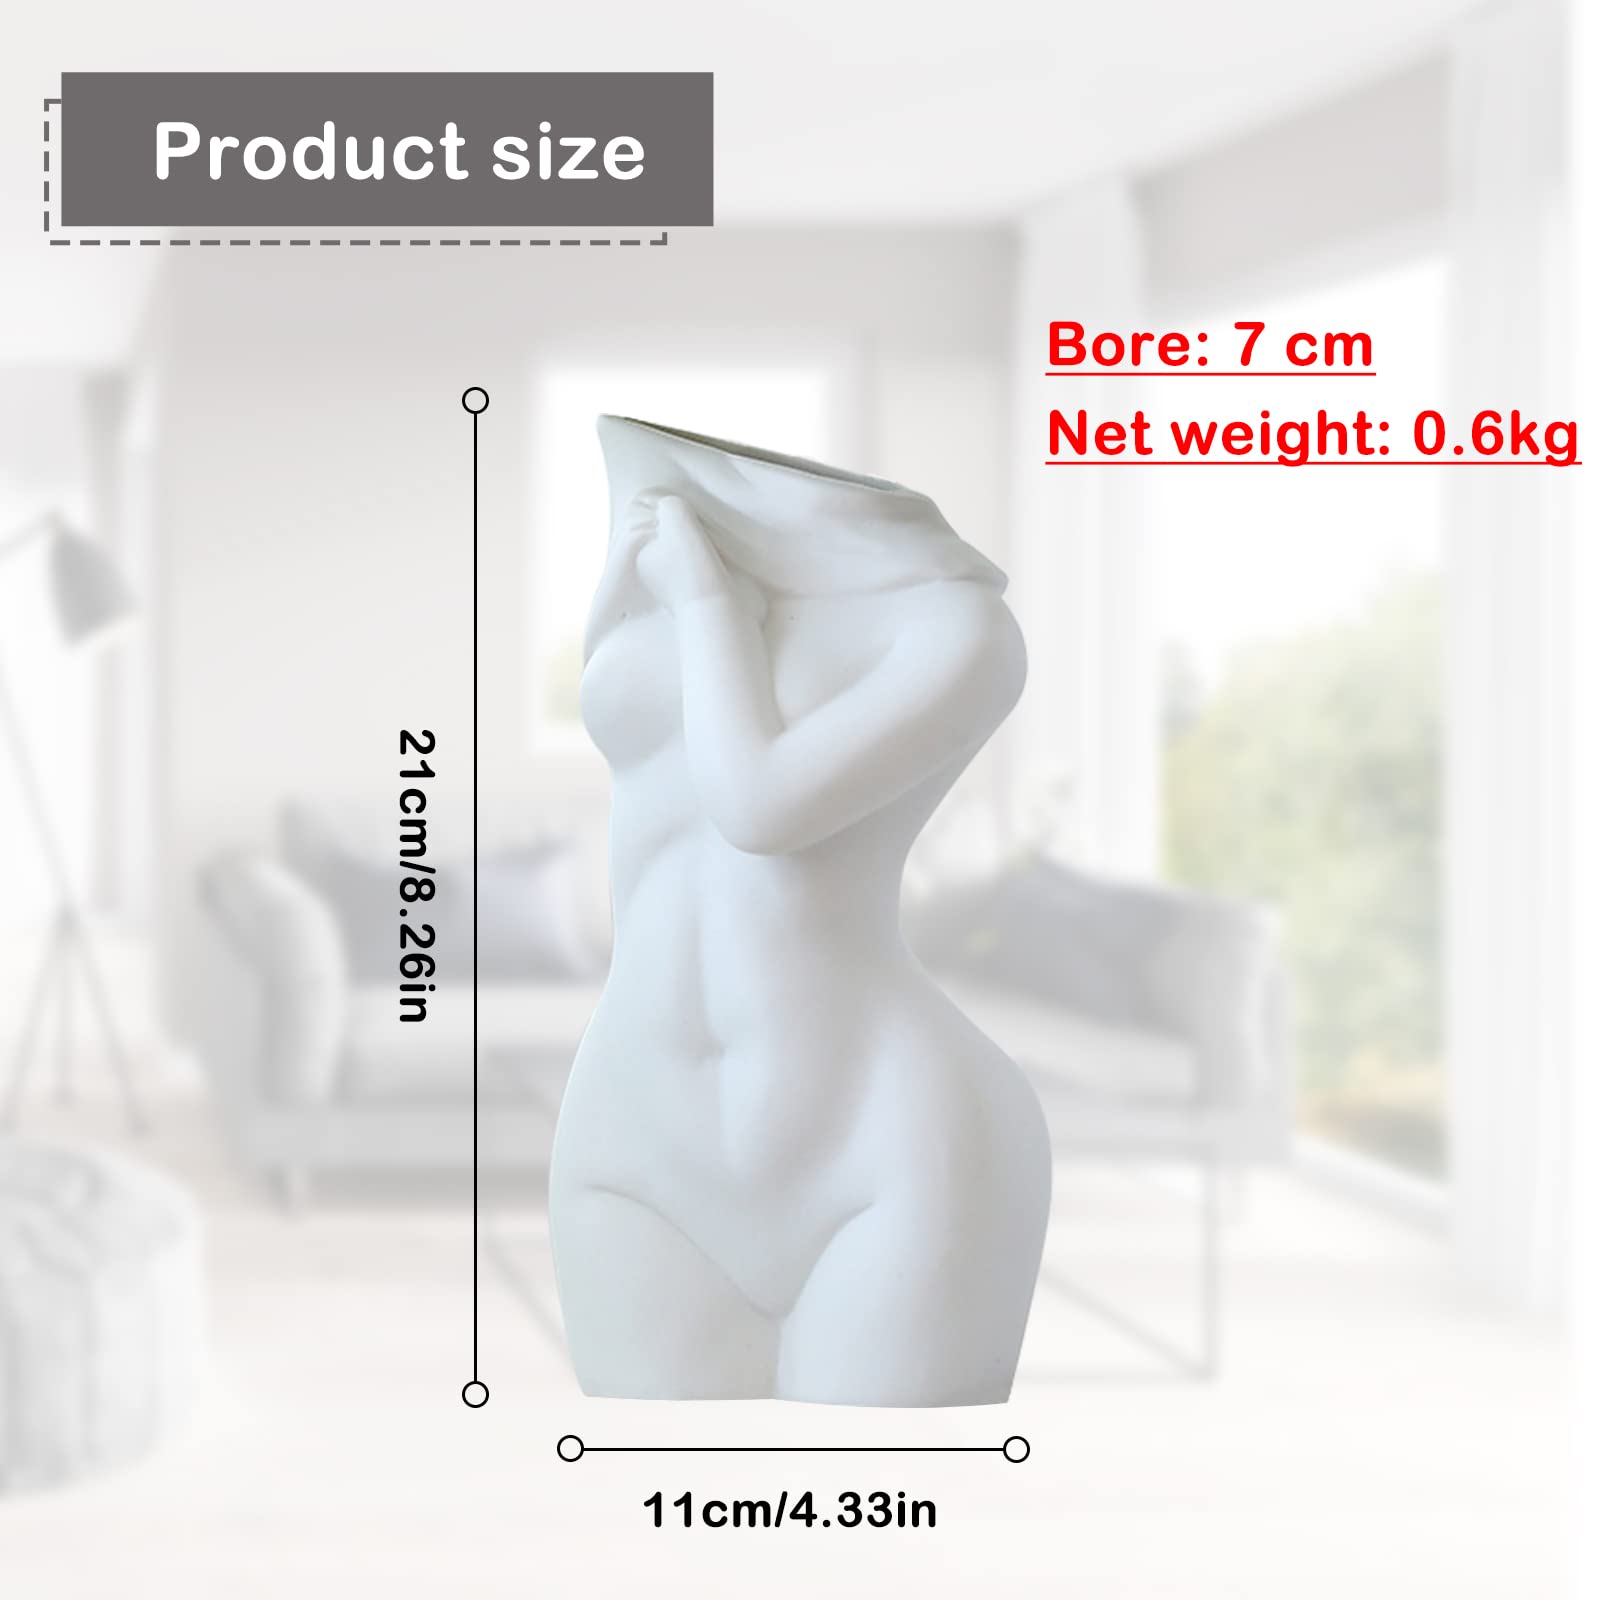 Product size
Bore: 7 cm
Net weight: 0.6kg
21cm/8.26in
11cm/4.33in